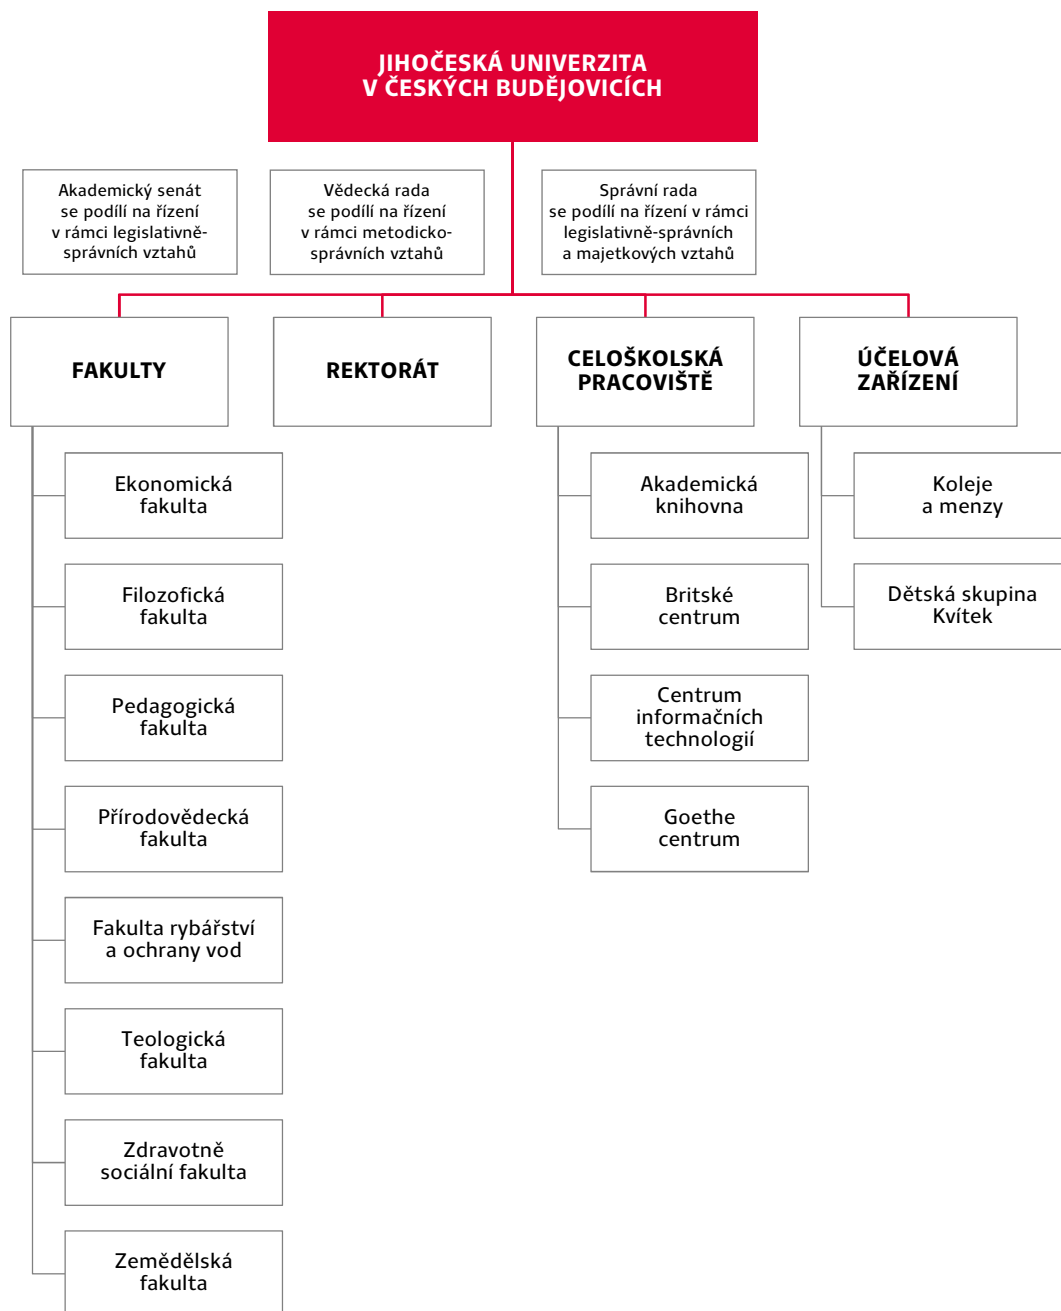 JIHOČESKÁ UNIVERZITA
V ČESKÝCH BUDĚJOVICÍCH
Akademický senát
se podílí na řízení
v rámci legislativně-
správních vztahů
Vědecká rada
se podílí na řízení
v rámci metodicko-
správních vztahů
Správní rada
se podílí na řízení v rámci
legislativně-správních
a majetkových vztahů
FAKULTY
REKTORÁT
CELOŠKOLSKÁ
PRACOVIŠTĚ
ÚČELOVÁ
ZAŘÍZENÍ
Ekonomická
fakulta
Filozofická
fakulta
Pedagogická
fakulta
Přírodovědecká
fakulta
Fakulta rybářství
a ochrany vod
Teologická
fakulta
Zdravotně
sociální fakulta
Zemědělská
fakulta
Akademická
knihovna
Britské
centrum
Centrum
informačních
technologií
Goethe
centrum
Koleje
a menzy
Dětská skupina
Kvítek